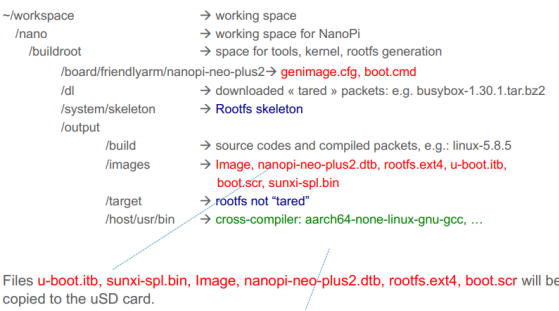 ~/workspace → working space
/nano → working space for NanoPi
/buildroot → space for tools, kernel, rootfs generation
/board/friendlyarm/nanopi-neo-plus2→ genimage.cfg, boot.cmd
/dl → downloaded « tared » packets: e.g. busybox-1.30.1.tar.bz2
/system/skeleton → Rootfs skeleton
/output
/build → source codes and compiled packets, e.g.: linux-5.8.5
/images → Image, nanopi-neo-plus2.dtb, rootfs.ext4, u-boot.itb,
boot.scr, sunxi-spl.bin
/target → rootfs not “tared”
/host/usr/bin → cross-compiler: aarch64-none-linux-gnu-gcc, …
Files u-boot.itb, sunxi-spl.bin, Image, nanopi-neo-plus2.dtb, rootfs.ext4, boot.scr will be
copied to the uSD card.